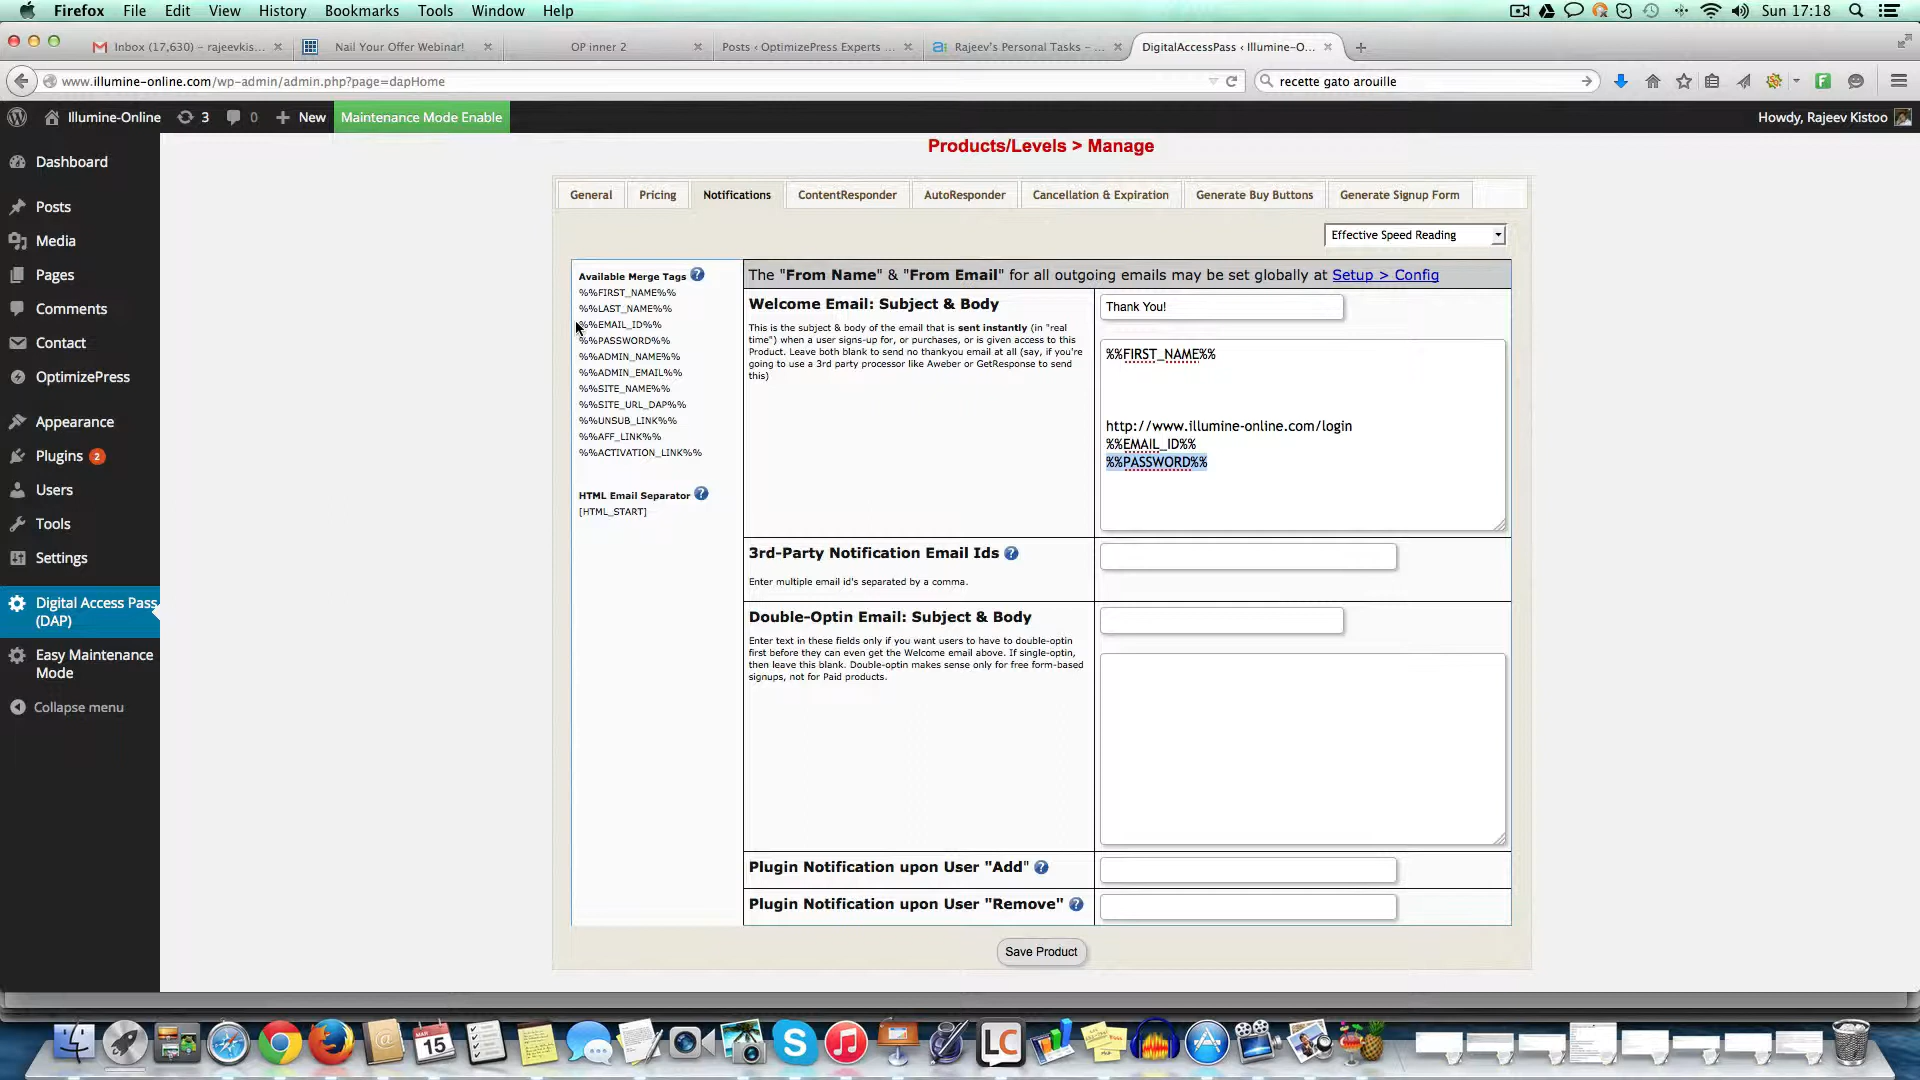 Firefox File Edit View History Bookmarks Tools Window Help Sun 17:18
Inbox (17,630) – rajeevkis...
Nail Your Offer Webinar!
OP inner 2
Posts ‹ OptimizePress Experts ...
Rajeev's Personal Tasks – ...
DigitalAccessPass ‹ Illumine-O...
www.illumine-online.com/wp-admin/admin.php?page=dapHome
recette gato arouille
Illumine-Online 3 0 New Maintenance Mode Enable Howdy, Rajeev Kistoo
Dashboard
Posts
Media
Pages
Comments
Contact
OptimizePress
Appearance
Plugins 2
Users
Tools
Settings
Digital Access Pass
(DAP)
Easy Maintenance
Mode
Collapse menu
Products/Levels > Manage
General Pricing Notifications ContentResponder AutoResponder Cancellation & Expiration Generate Buy Buttons Generate Signup Form
Effective Speed Reading
Available Merge Tags ?
%%FIRST_NAME%%
%%LAST_NAME%%
%%EMAIL_ID%%
%%PASSWORD%%
%%ADMIN_NAME%%
%%ADMIN_EMAIL%%
%%SITE_NAME%%
%%SITE_URL_DAP%%
%%UNSUB_LINK%%
%%AFF_LINK%%
%%ACTIVATION_LINK%%
HTML Email Separator ?
[HTML_START]
The "From Name" & "From Email" for all outgoing emails may be set globally at Setup > Config
Welcome Email: Subject & Body
This is the subject & body of the email that is sent instantly (in "real
time") when a user signs-up for, or purchases, or is given access to this
Product. Leave both blank to send no thankyou email at all (say, if you're
going to use a 3rd party processor like Aweber or GetResponse to send
this)
Thank You!
%%FIRST_NAME%%
http://www.illumine-online.com/login
%%EMAIL_ID%%
%%PASSWORD%%
3rd-Party Notification Email Ids ?
Enter multiple email id's separated by a comma.
Double-Optin Email: Subject & Body
Enter text in these fields only if you want users to have to double-optin
first before they can even get the Welcome email above. If single-optin,
then leave this blank. Double-optin makes sense only for free form-based
signups, not for Paid products.
Plugin Notification upon User "Add" ?
Plugin Notification upon User "Remove" ?
Save Product
MAR
15
LC